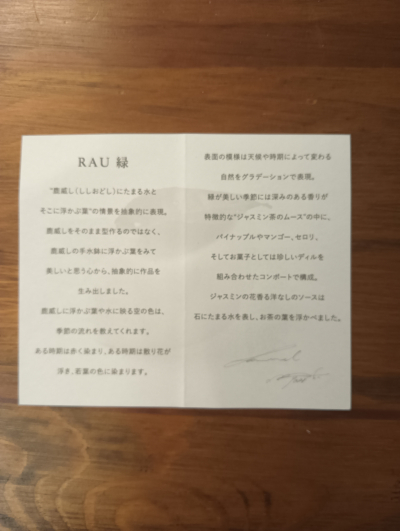 RAU 緑
"鹿威し（ししおどし）にたまる水と
そこに浮かぶ葉"の情景を抽象的に表現。
鹿威しをそのまま型作るのではなく、
鹿威しの手水鉢に浮かぶ葉をみて
美しいと思う心から、抽象的に作品を
生み出しました。
鹿威しに浮かぶ葉や水に映る空の色は、
季節の流れを教えてくれます。
ある時期は赤く染まり、ある時期は散り花が
浮き、若葉の色に染まります。
表面の模様は天候や時期によって変わる
自然をグラデーションで表現。
緑が美しい季節には深みのある香りが
特徴的な"ジャスミン茶のムース"の中に、
パイナップルやマンゴー、セロリ、
そしてお菓子としては珍しいディルを
組み合わせたコンポートで構成。
ジャスミンの花香る洋なしのソースは
石にたまる水を表し、お茶の葉を浮かべました。